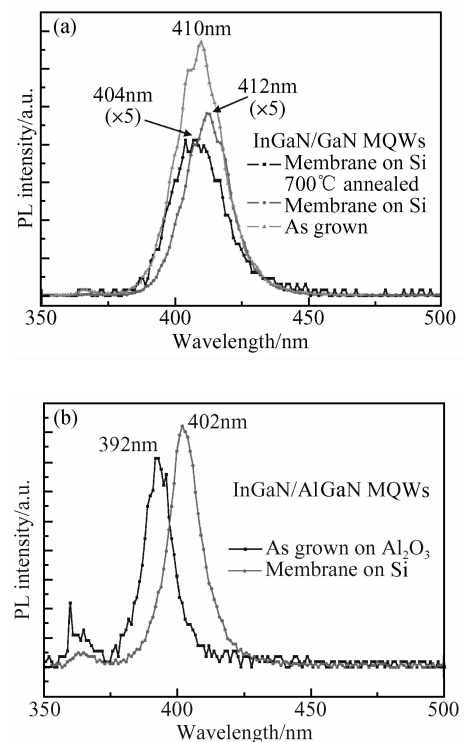 (a)
410nm
404nm
(×5)
412nm
(×5)
InGaN/GaN MQWs
Membrane on Si
700℃ annealed
Membrane on Si
As grown
PL intensity/a.u.
350
400
450
500
Wavelength/nm
(b)
392nm
402nm
InGaN/AlGaN MQWs
As grown on Al₂O₃
Membrane on Si
PL intensity/a.u.
350
400
450
500
Wavelength/nm